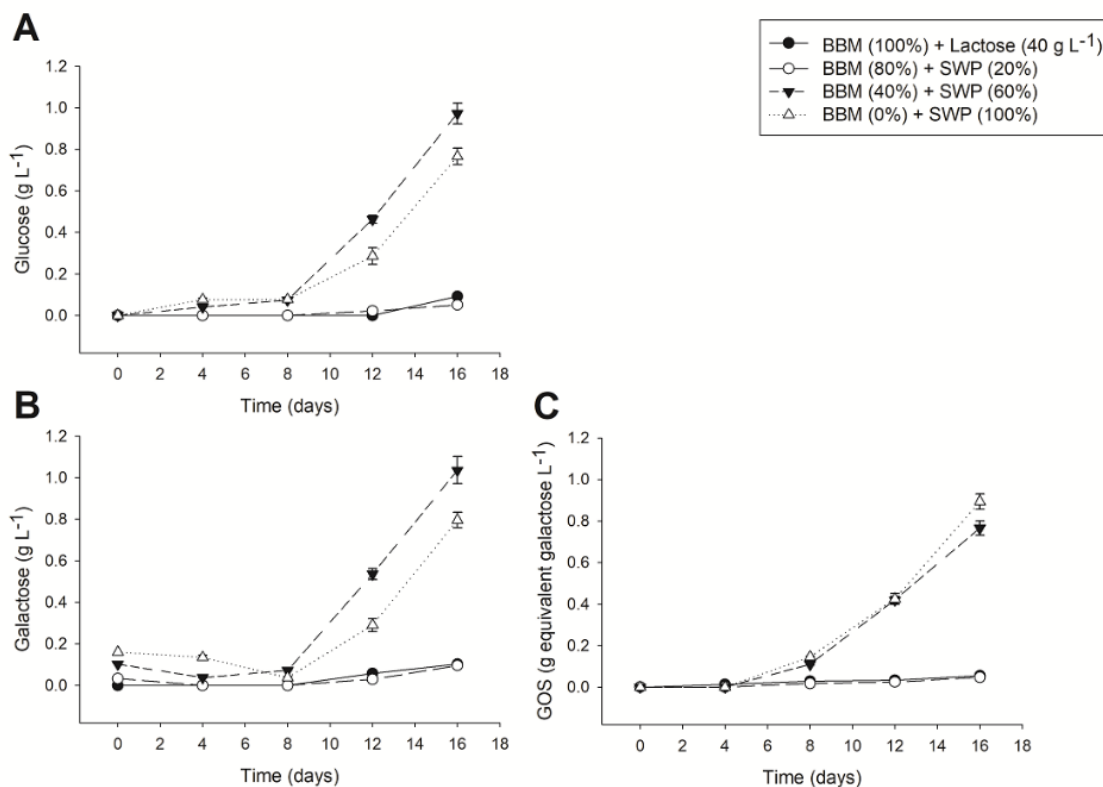 A
BBM (100%) + Lactose (40 g L⁻¹)
BBM (80%) + SWP (20%)
BBM (40%) + SWP (60%)
BBM (0%) + SWP (100%)
Glucose (g L⁻¹)
1.2
1.0
0.8
0.6
0.4
0.2
0.0
0 2 4 6 8 10 12 14 16 18
Time (days)
B
Galactose (g L⁻¹)
1.2
1.0
0.8
0.6
0.4
0.2
0.0
0 2 4 6 8 10 12 14 16 18
Time (days)
C
GOS (g equivalent galactose L⁻¹)
1.2
1.0
0.8
0.6
0.4
0.2
0.0
0 2 4 6 8 10 12 14 16 18
Time (days)